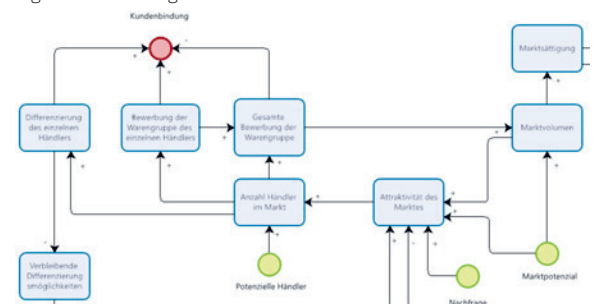 Kundenbindung
Marktsättigung
Differenzierung
des einzelnen
Händlers
Bewerbung der
Warengruppe des
einzelnen Händlers
Gesamte
Bewerbung der
Warengruppe
Marktvolumen
Anzahl Händler
im Markt
Attraktivität des
Marktes
Verbleibende
Differenzierung
smöglichkeiten
Potenzielle Händler
Nachfrage
Marktpotenzial